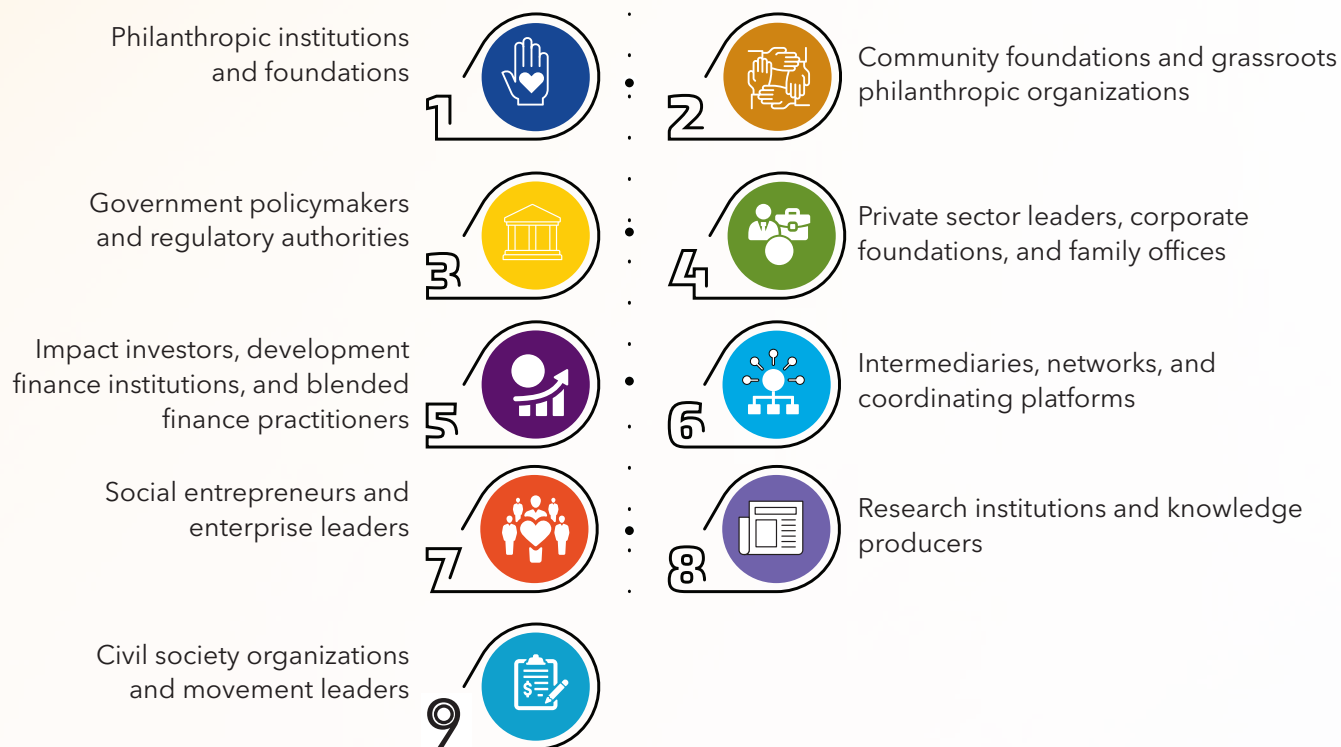 Philanthropic institutions
and foundations
1
2
Community foundations and grassroots
philanthropic organizations
Government policymakers
and regulatory authorities
3
4
Private sector leaders, corporate
foundations, and family offices
Impact investors, development
finance institutions, and blended
finance practitioners
5
6
Intermediaries, networks, and
coordinating platforms
Social entrepreneurs and
enterprise leaders
7
8
Research institutions and knowledge
producers
Civil society organizations
and movement leaders
9
$